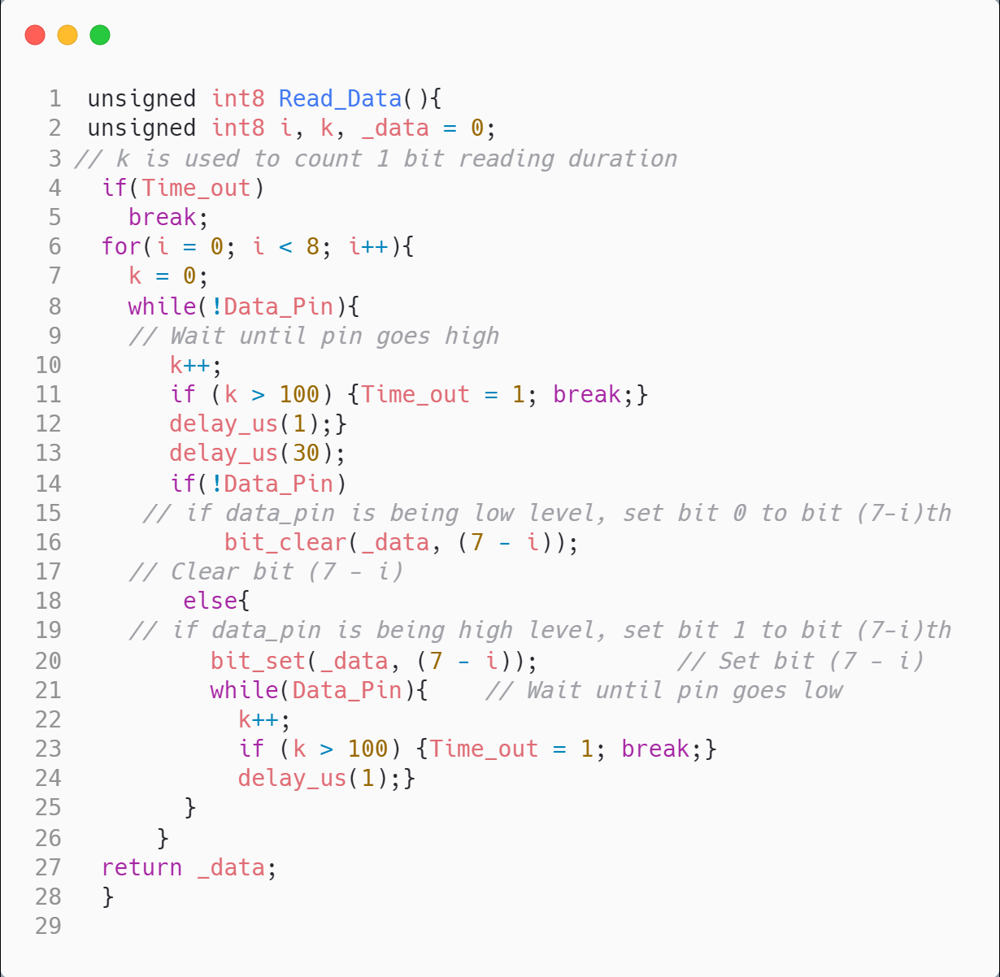 1 unsigned int8 Read_Data(){
2 unsigned int8 i, k, _data = 0;
3 // k is used to count 1 bit reading duration
4   if(Time_out)
5     break;
6   for(i = 0; i < 8; i++){
7     k = 0;
8     while(!Data_Pin){
9     // Wait until pin goes high
10        k++;
11        if (k > 100) {Time_out = 1; break;}
12        delay_us(1);}
13        delay_us(30);
14        if(!Data_Pin)
15      // if data_pin is being low level, set bit 0 to bit (7-i)th
16            bit_clear(_data, (7 - i));
17     // Clear bit (7 - i)
18         else{
19     // if data_pin is being high level, set bit 1 to bit (7-i)th
20           bit_set(_data, (7 - i));          // Set bit (7 - i)
21           while(Data_Pin){    // Wait until pin goes low
22             k++;
23             if (k > 100) {Time_out = 1; break;}
24             delay_us(1);}
25         }
26       }
27   return _data;
28   }
29